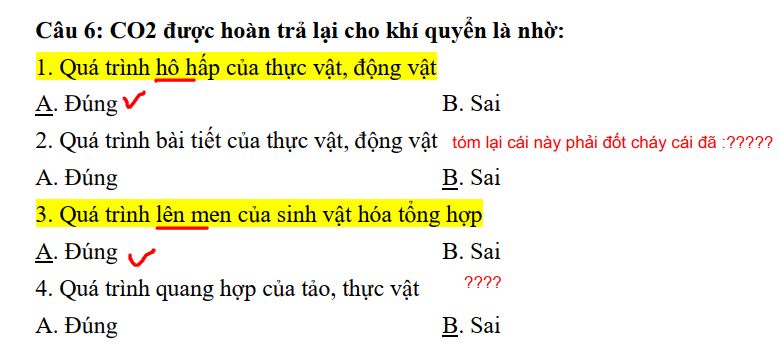 Câu 6: CO2 được hoàn trả lại cho khí quyển là nhờ:
1. Quá trình hô hấp của thực vật, động vật
A. Đúng B. Sai
2. Quá trình bài tiết của thực vật, động vật tóm lại cái này phải đốt cháy cái đã :?????
A. Đúng B. Sai
3. Quá trình lên men của sinh vật hóa tổng hợp
A. Đúng B. Sai
4. Quá trình quang hợp của tảo, thực vật ????
A. Đúng B. Sai